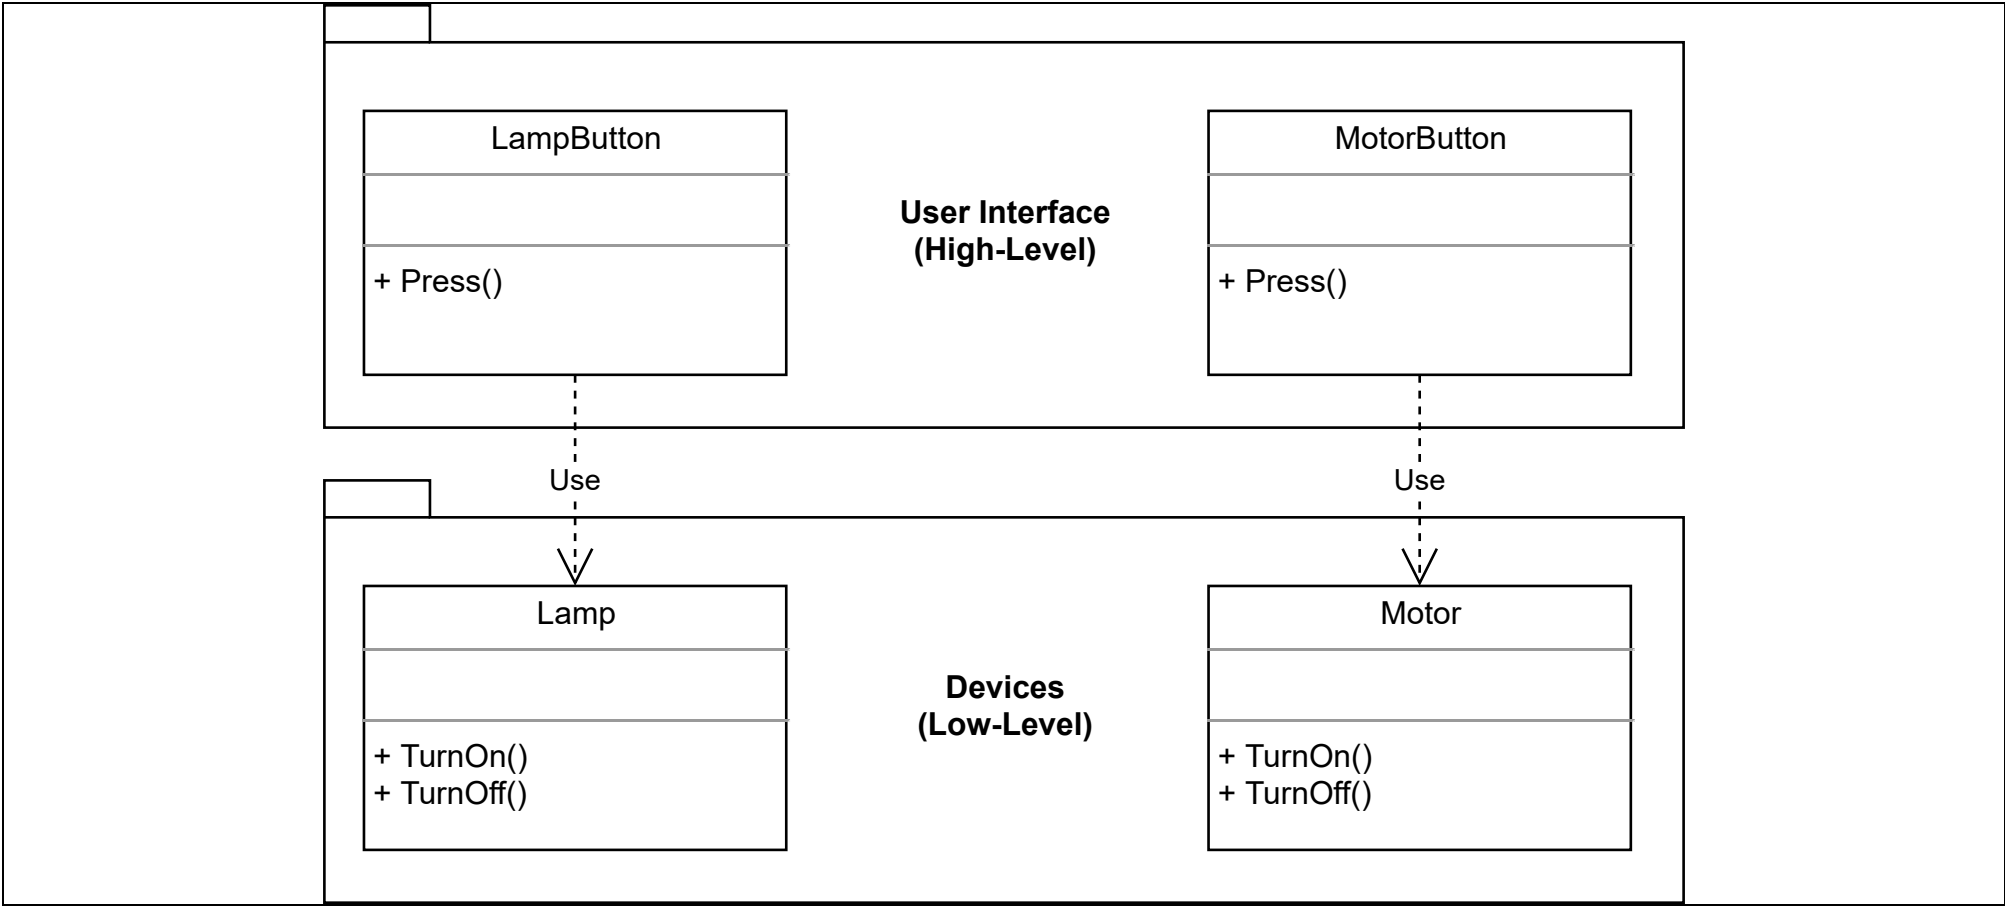 LampButton
+ Press()
User Interface
(High-Level)
MotorButton
+ Press()
Use
Use
Lamp
+ TurnOn()
+ TurnOff()
Devices
(Low-Level)
Motor
+ TurnOn()
+ TurnOff()